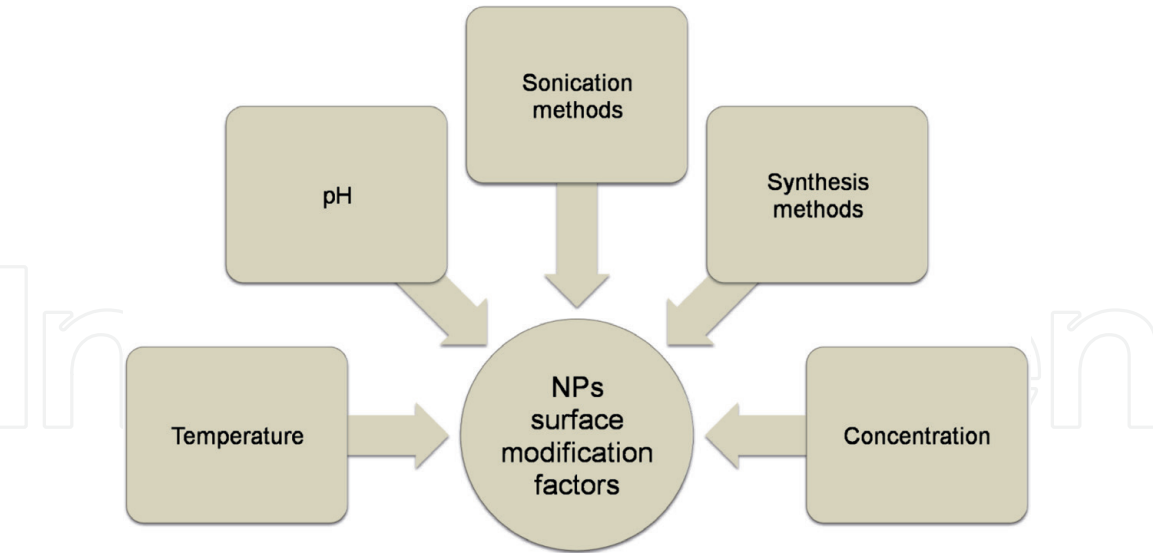 Sonication
methods
pH
Synthesis
methods
Temperature
NPs
surface
modification
factors
Concentration